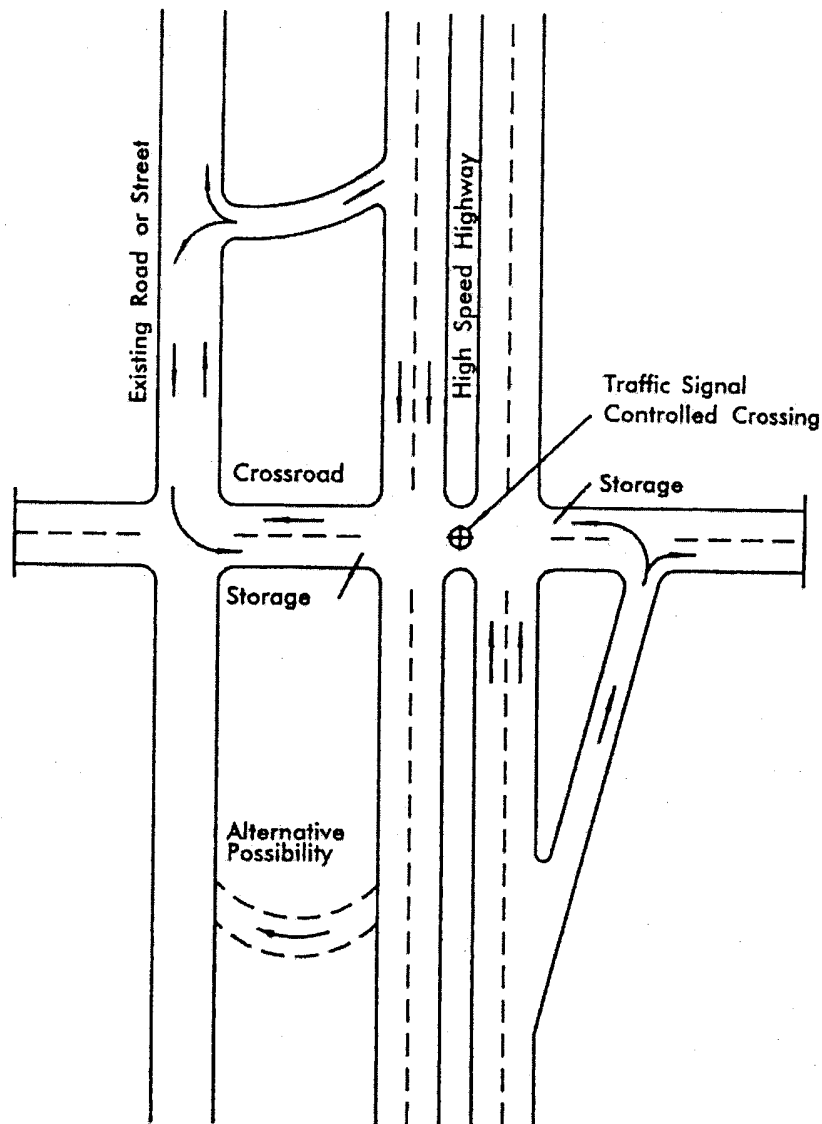 Existing Road or Street
High Speed Highway
Traffic Signal
Controlled Crossing
Crossroad
Storage
Storage
Alternative
Possibility